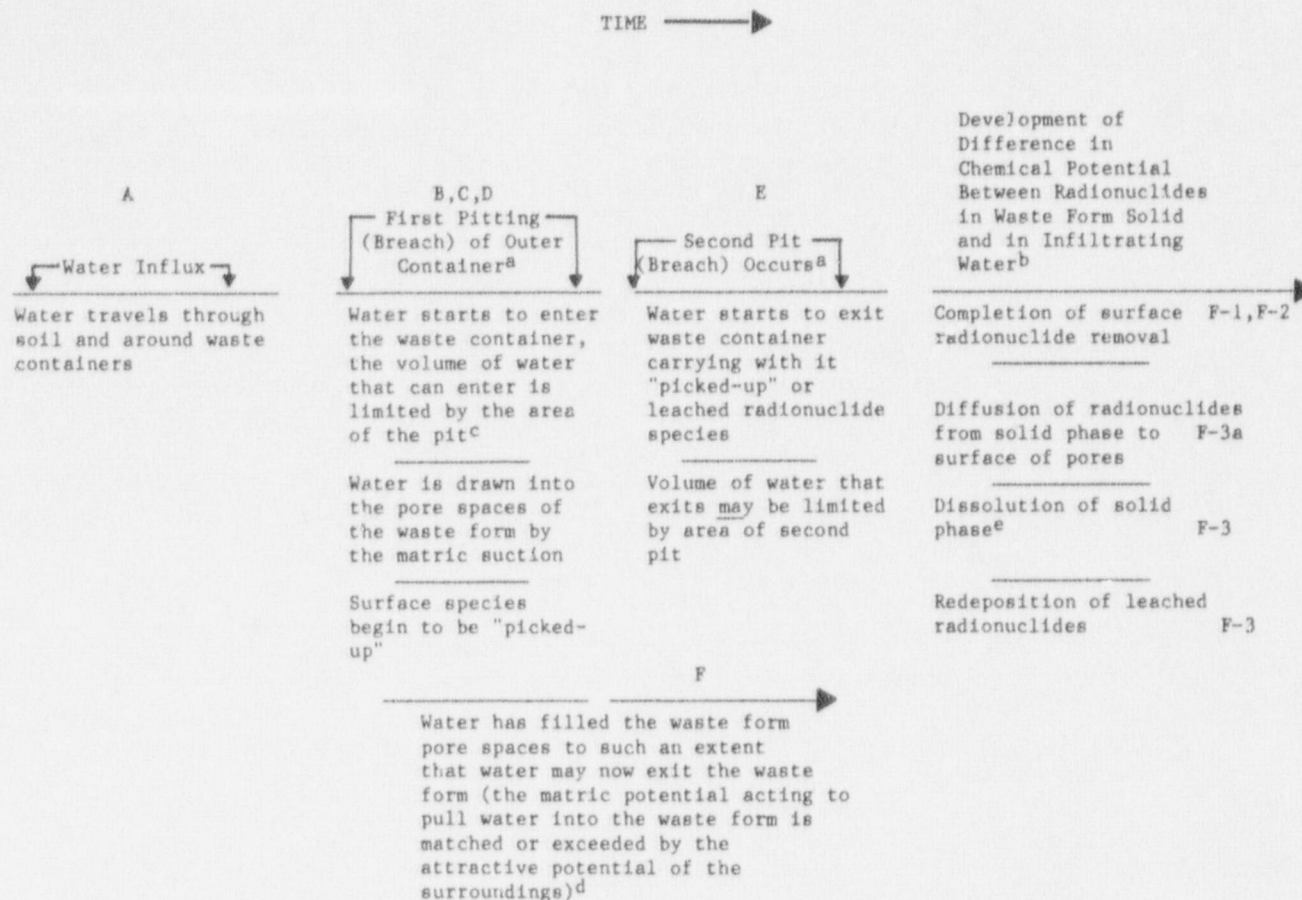 TIME
A
Water Influx
Water travels through
soil and around waste
containers
B,C,D
First Pitting
(Breach) of Outer
Containerᵃ
Water starts to enter
the waste container,
the volume of water
that can enter is
limited by the area
of the pitᶜ
Water is drawn into
the pore spaces of
the waste form by
the matric suction
Surface species
begin to be "picked-
up"
E
Second Pit
(Breach) Occursᵃ
Water starts to exit
waste container
carrying with it
"picked-up" or
leached radionuclide
species
Volume of water that
exits may be limited
by area of second
pit
Development of
Difference in
Chemical Potential
Between Radionuclides
in Waste Form Solid
and in Infiltrating
Waterᵇ
Completion of surface F-1,F-2
radionuclide removal
Diffusion of radionuclides
from solid phase to F-3a
surface of pores
Dissolution of solid
phaseᵉ F-3
Redeposition of leached
radionuclides F-3
F
Water has filled the waste form
pore spaces to such an extent
that water may now exit the waste
form (the matric potential acting to
pull water into the waste form is
matched or exceeded by the
attractive potential of the
surroundings)ᵈ